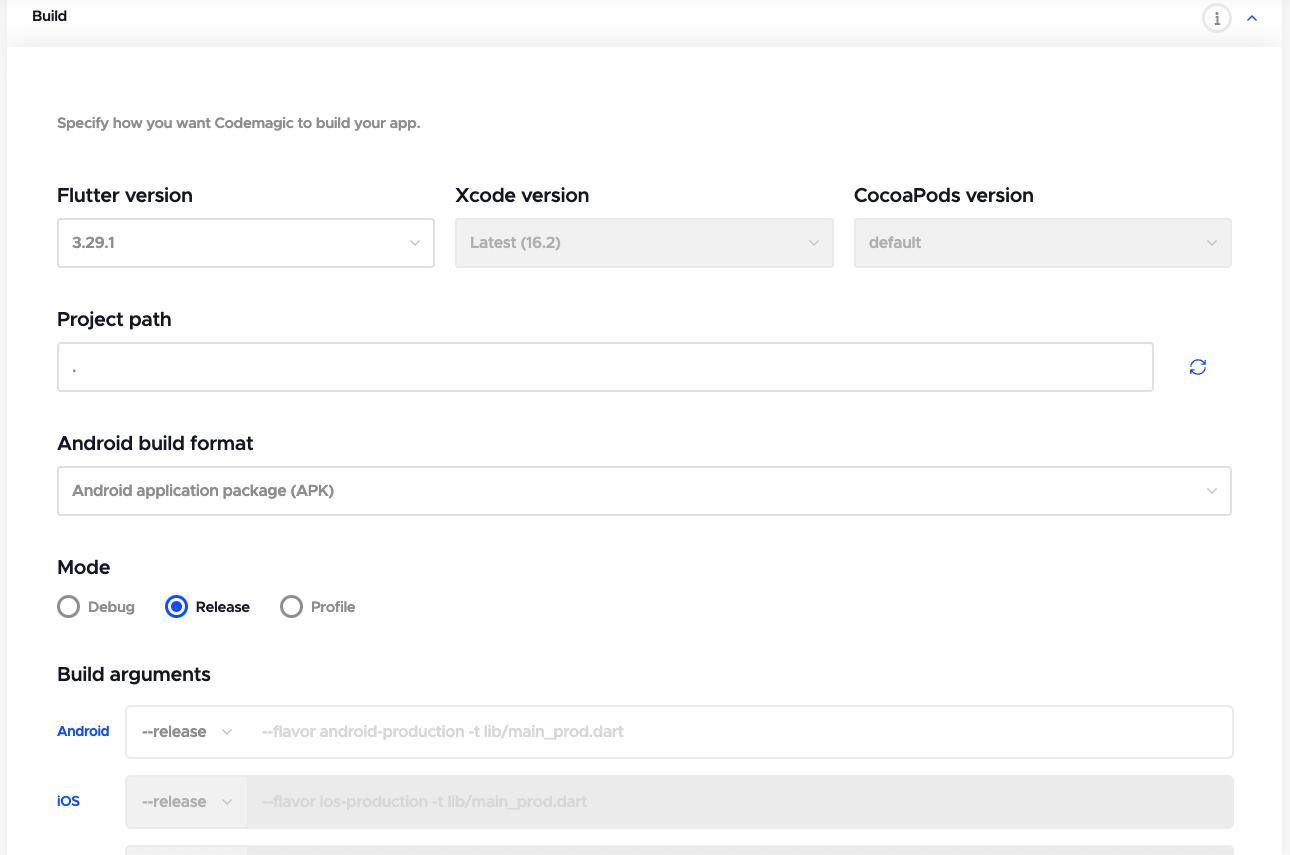 Build
Specify how you want Codemagic to build your app.
Flutter version
Xcode version
CocoaPods version
3.29.1
Latest (16.2)
default
Project path
.
Android build format
Android application package (APK)
Mode
Debug
Release
Profile
Build arguments
Android
--release
--flavor android-production -t lib/main_prod.dart
iOS
--release
--flavor ios-production -t lib/main_prod.dart